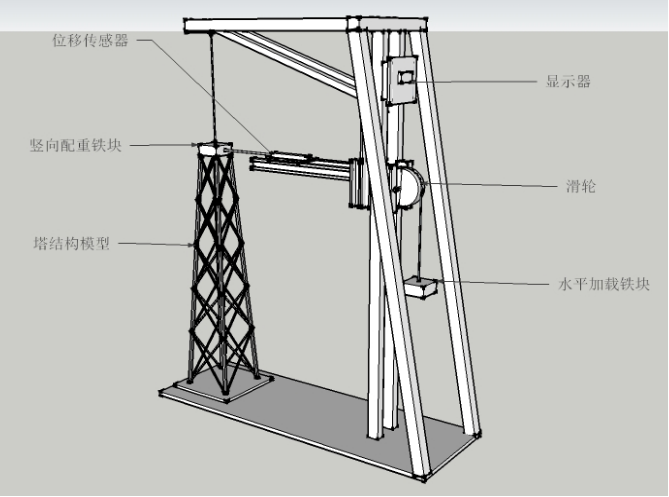 位移传感器
显示器
竖向配重铁块
滑轮
塔结构模型
水平加载铁块